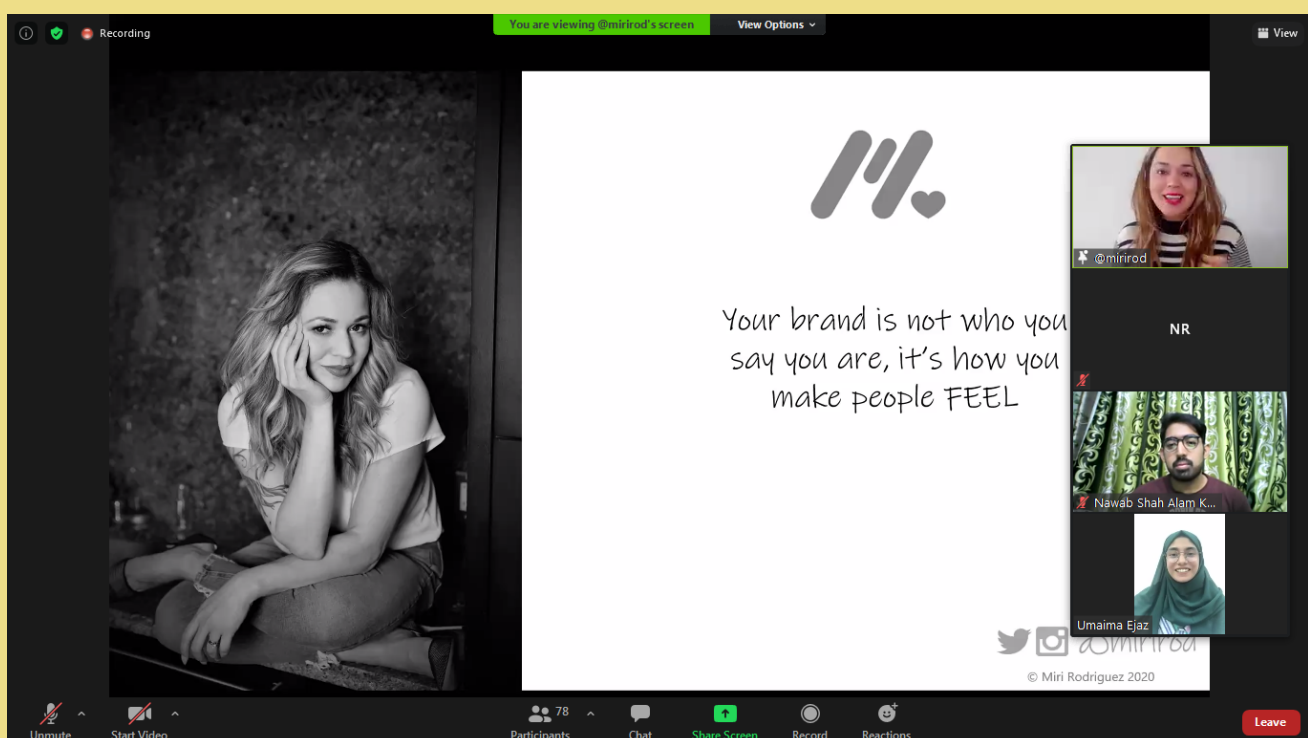 You are viewing @mirirod's screen
View Options
Recording
View
Your brand is not who you
say you are, it's how you
make people FEEL
@mirirod
NR
Nawab Shah Alam K...
Umaima Ejaz
@mirirod
© Miri Rodriguez 2020
Unmute
Start Video
78
Participants
Chat
Share Screen
Record
Reactions
Leave